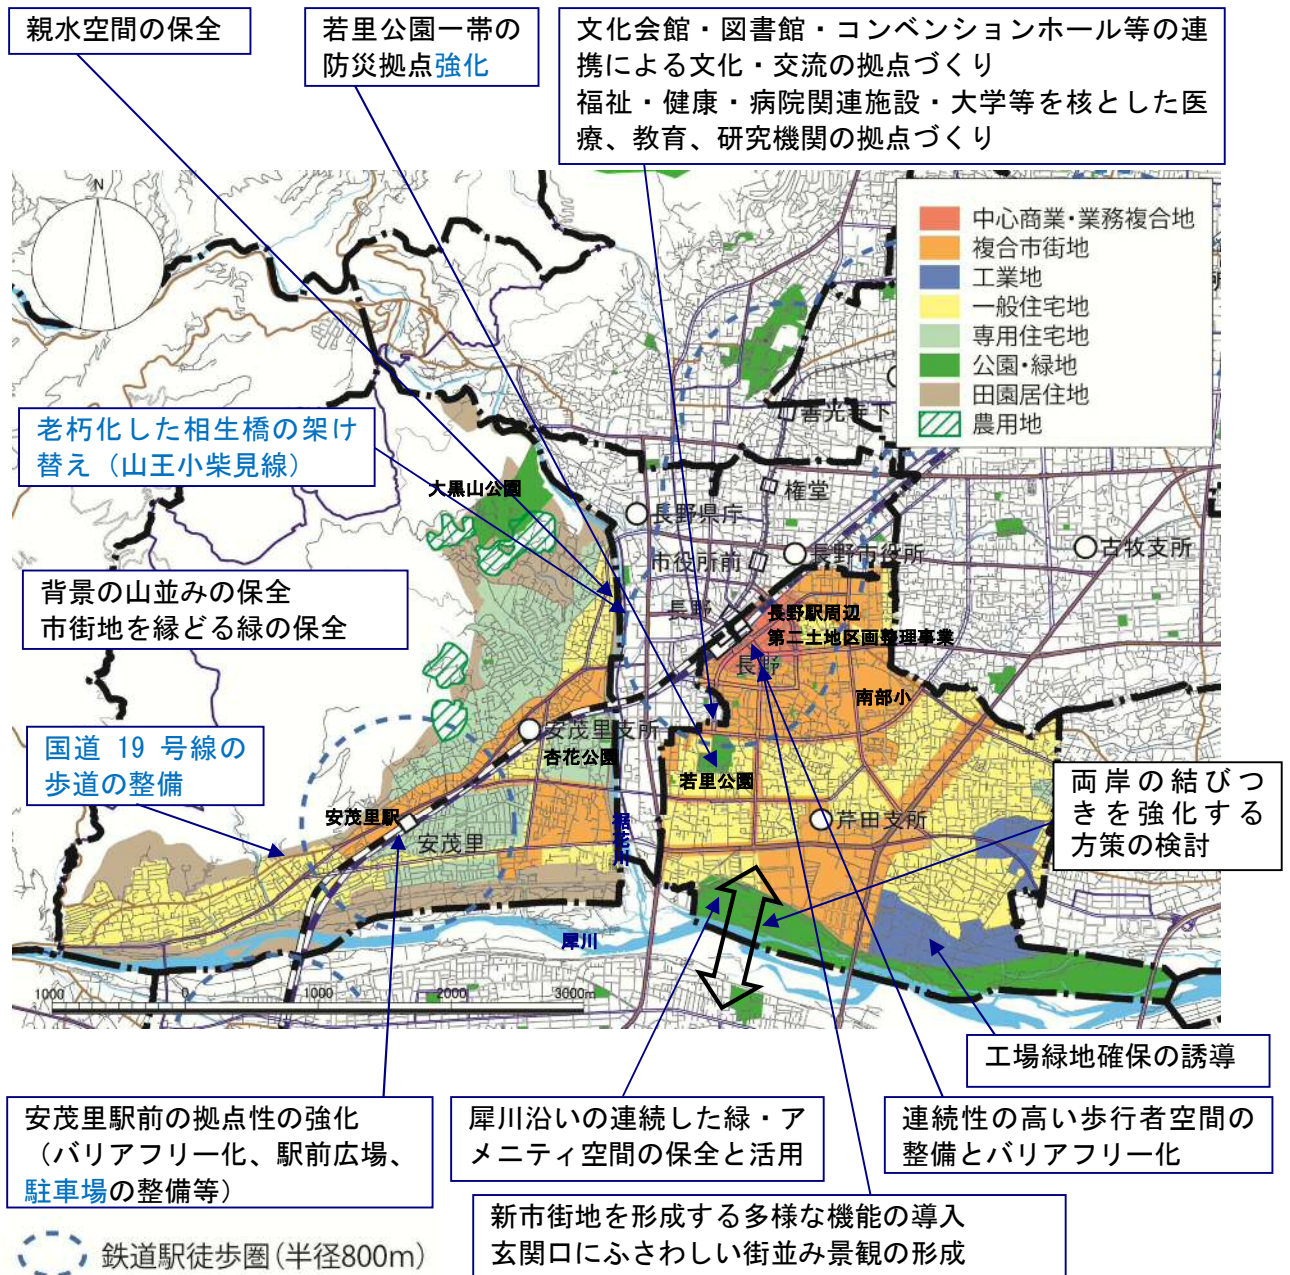 親水空間の保全
若里公園一帯の
防災拠点強化
文化会館・図書館・コンベンションホール等の連
携による文化・交流の拠点づくり
福祉・健康・病院関連施設・大学等を核とした医
療、教育、研究機関の拠点づくり
N
中心商業・業務複合地
複合市街地
工業地
一般住宅地
専用住宅地
公園・緑地
田園居住地
農用地
善光寺下
老朽化した相生橋の架け
替え（山王小柴見線）
大黒山公園
権堂
長野県庁
市役所前
長野市役所
古牧支所
背景の山並みの保全
市街地を縁どる緑の保全
長野
長野駅周辺
第二土地区画整理事業
長野
南部小
国道 19 号線の
歩道の整備
安茂里支所
杏花公園
若里公園
両岸の結びつ
きを強化する
方策の検討
安茂里駅
安茂里
芹田支所
犀川
1000
0
1000
2000
3000m
工場緑地確保の誘導
安茂里駅前の拠点性の強化
（バリアフリー化、駅前広場、
駐車場の整備等）
犀川沿いの連続した緑・ア
メニティ空間の保全と活用
連続性の高い歩行者空間の
整備とバリアフリー化
新市街地を形成する多様な機能の導入
玄関口にふさわしい街並み景観の形成
鉄道駅徒歩圏（半径800m）